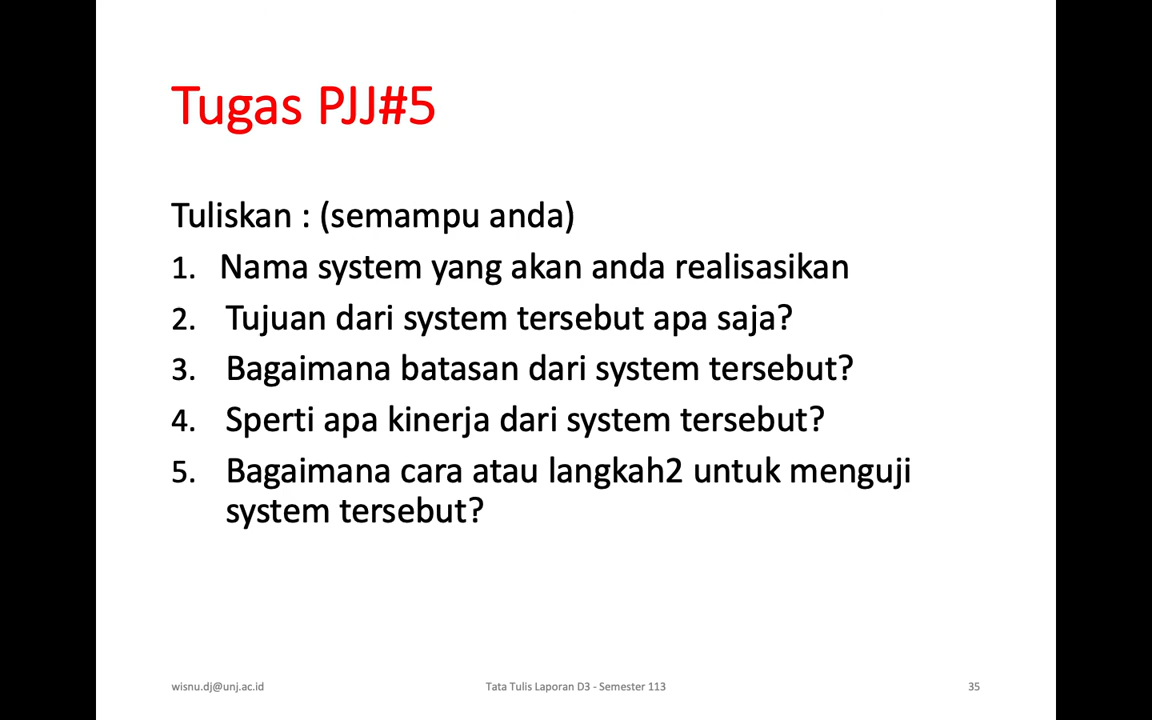 Tugas PJJ#5
Tuliskan : (semampu anda)
1. Nama system yang akan anda realisasikan
2. Tujuan dari system tersebut apa saja?
3. Bagaimana batasan dari system tersebut?
4. Sperti apa kinerja dari system tersebut?
5. Bagaimana cara atau langkah2 untuk menguji
system tersebut?
wisnu.dj@unj.ac.id
Tata Tulis Laporan D3 - Semester 113
35